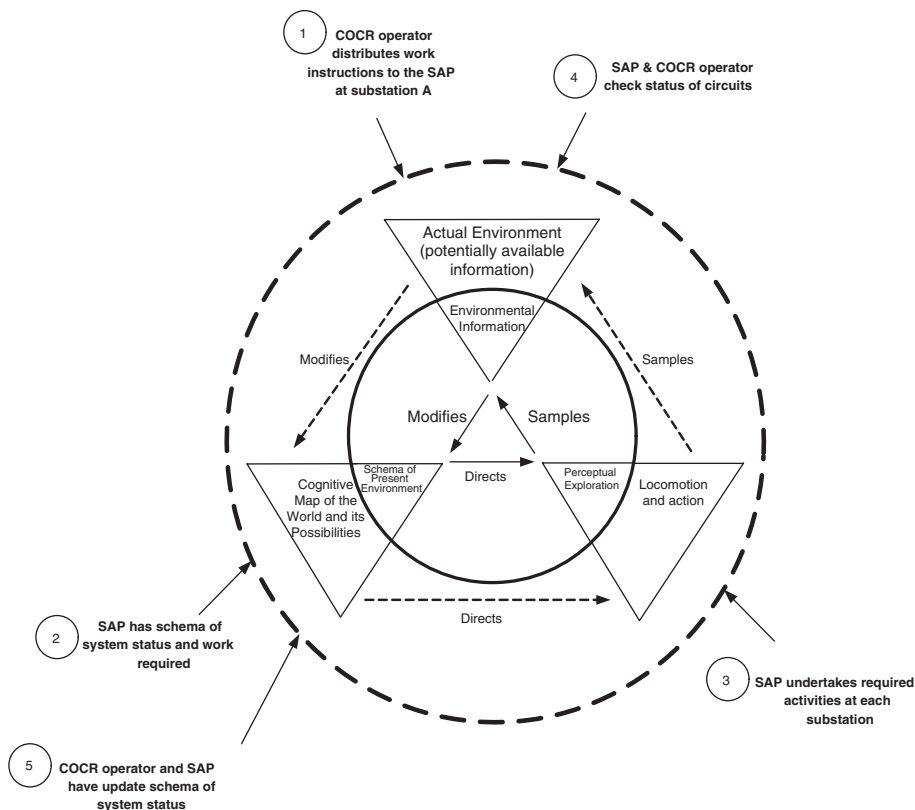 1
COCR operator
distributes work
instructions to the SAP
at substation A
4
SAP & COCR operator
check status of circuits
Actual Environment
(potentially available
information)
Environmental
Information
Modifies
Samples
Modifies
Samples
Schema of
Present
Environment
Directs
Perceptual
Exploration
Cognitive
Map of the
World and its
Possibilities
Locomotion
and action
Directs
2
SAP has schema of
system status and work
required
3
SAP undertakes required
activities at each
substation
5
COCR operator and SAP
have update schema of
system status